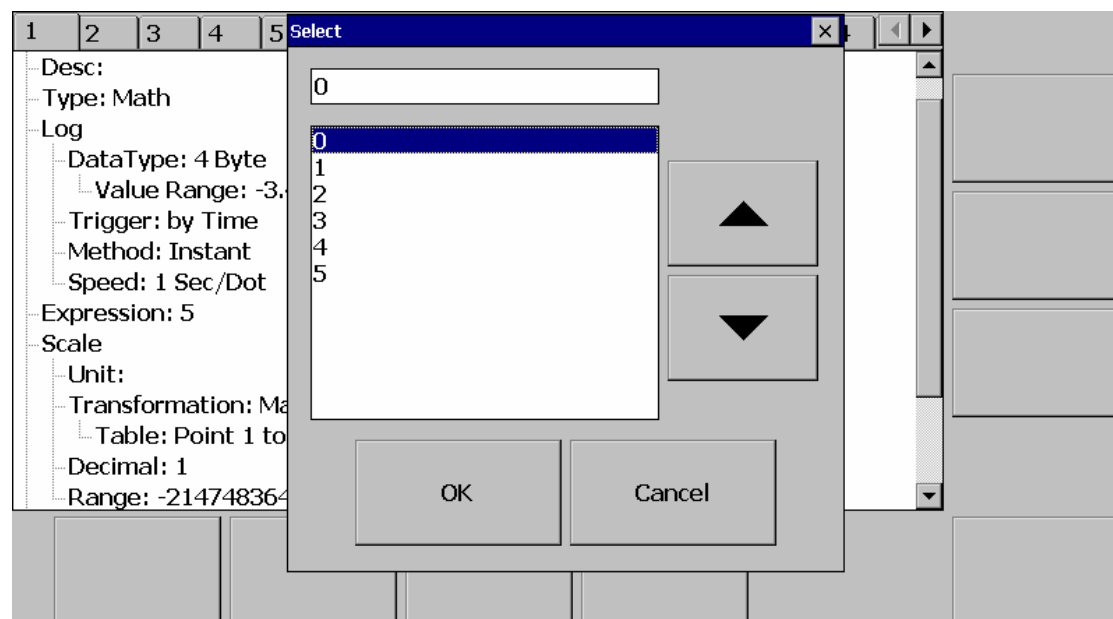 1 2 3 4 5
Select
Desc:
Type: Math
Log
DataType: 4 Byte
Value Range: -3.
Trigger: by Time
Method: Instant
Speed: 1 Sec/Dot
Expression: 5
Scale
Unit:
Transformation: Ma
Table: Point 1 to
Decimal: 1
Range: -214748364
0
0
1
2
3
4
5
OK
Cancel